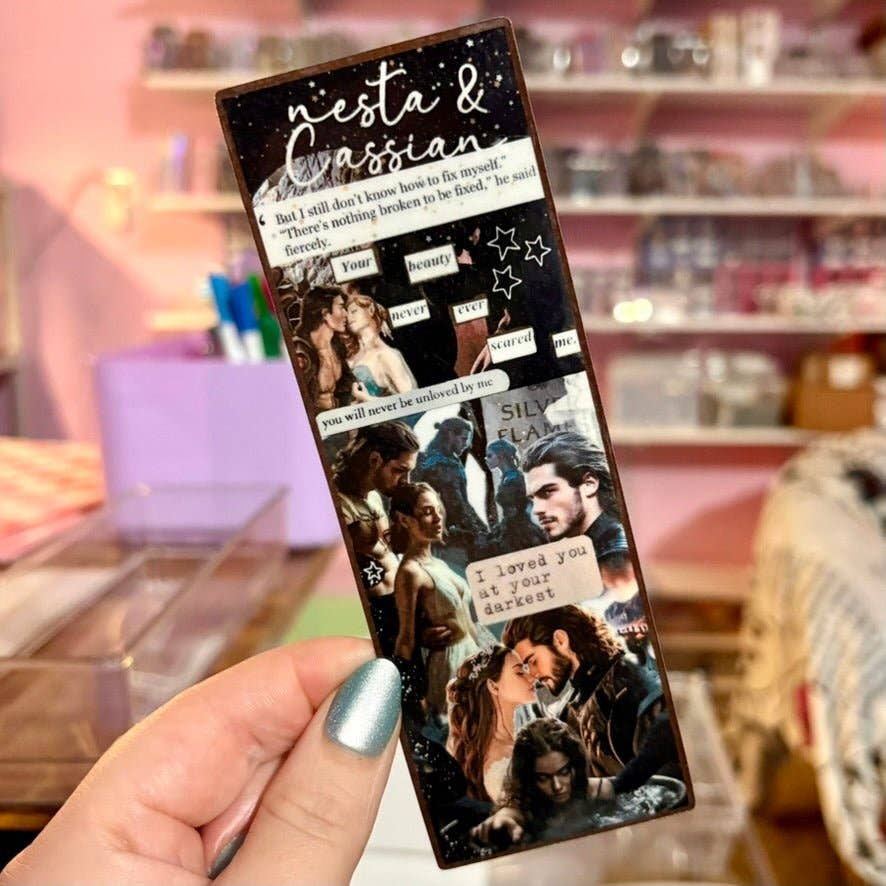 nesta &
Cassian
‘ But I still don't know how to fix myself."
"There's nothing broken to be fixed," he said
fiercely.
Your beauty
never ever
scared me.
you will never be unloved by me
SILV
FLAM
I loved you
at your
darkest